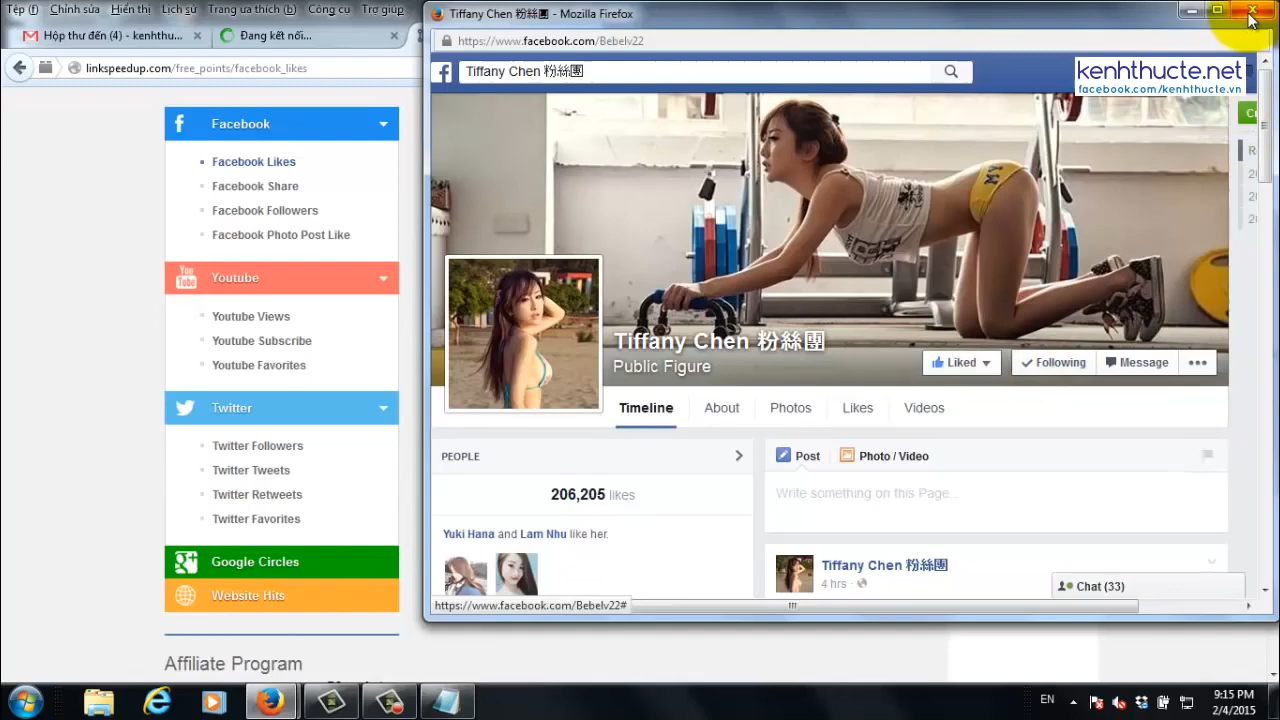 Tệp (f) Chỉnh sửa Hiển thị Lịch sử Trang ưa thích (b) Công cụ Trợ giúp
Hộp thư đến (4) - kenhthu...
Đang kết nối...
linkspeedup.com/free_points/facebook_likes
Facebook
Facebook Likes
Facebook Share
Facebook Followers
Facebook Photo Post Like
Youtube
Youtube Views
Youtube Subscribe
Youtube Favorites
Twitter
Twitter Followers
Twitter Tweets
Twitter Retweets
Twitter Favorites
Google Circles
Website Hits
Affiliate Program
Tiffany Chen 粉絲團 - Mozilla Firefox
https://www.facebook.com/Bebelv22
Tiffany Chen 粉絲團
kenhthucte.net
facebook.com/kenhthucte.vn
Tiffany Chen 粉絲團
Public Figure
Liked
Following
Message
Timeline About Photos Likes Videos
PEOPLE
206,205 likes
Yuki Hana and Lam Nhu like her.
Post
Photo / Video
Write something on this Page...
Tiffany Chen 粉絲團
4 hrs
Chat (33)
https://www.facebook.com/Bebelv22#
EN
9:15 PM
2/4/2015